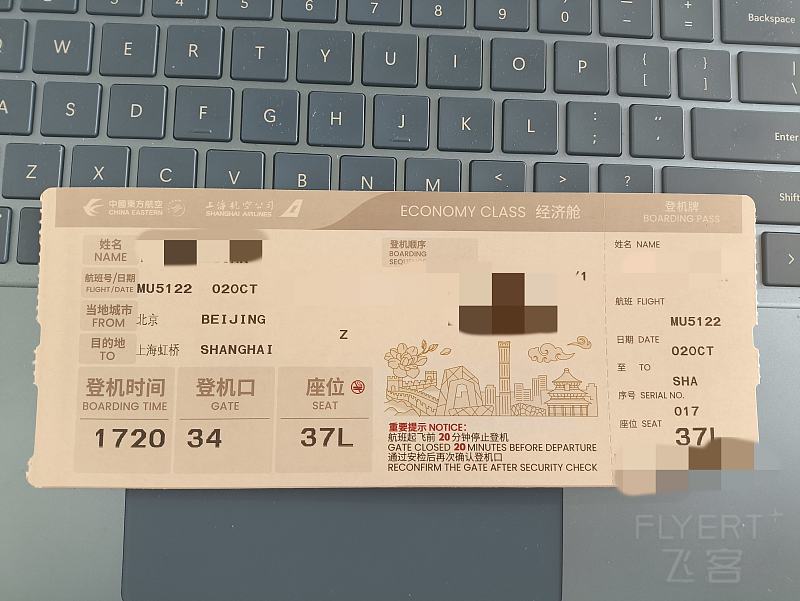 7 8 9 0 - + =
Backspace
Q W E R T Y U I O P { [ } ] | \
A S D F G H J K L : ; " ' Enter
Z X C V B N M < > ? Shift
中國東方航空 上海航空公司 ECONOMY CLASS 经济舱 登机牌
CHINA EASTERN SHANGHAI AIRLINES BOARDING PASS
姓名
NAME
登机顺序
BOARDING
航班号/日期
FLIGHT/DATE MU5122 02OCT
当地城市
FROM 北京 BEIJING
目的地
TO 上海虹桥 SHANGHAI
Z
登机时间 登机口 座位
BOARDING TIME GATE SEAT
1720 34 37L
重要提示 NOTICE:
航班起飞前 20 分钟停止登机
GATE CLOSED 20 MINUTES BEFORE DEPARTURE
通过安检后再次确认登机口
RECONFIRM THE GATE AFTER SECURITY CHECK
姓名 NAME
航班 FLIGHT
MU5122
日期 DATE
02OCT
至 TO
SHA
序号 SERIAL NO.
017
座位 SEAT
37L
FLYERT+
飞客